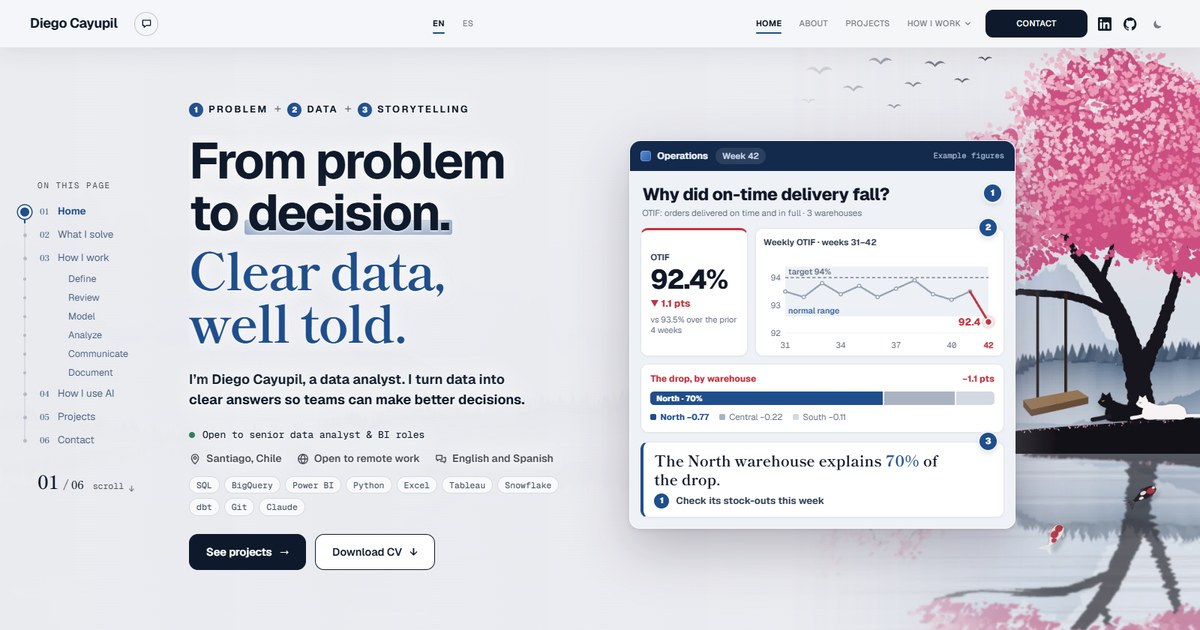 Diego Cayupil
EN ES
HOME ABOUT PROJECTS HOW I WORK CONTACT
ON THIS PAGE
01 Home
02 What I solve
03 How I work
Define
Review
Model
Analyze
Communicate
Document
04 How I use AI
05 Projects
06 Contact
01 / 06 scroll ↓
1 PROBLEM + 2 DATA + 3 STORYTELLING
From problem
to decision.
Clear data,
well told.
I'm Diego Cayupil, a data analyst. I turn data into
clear answers so teams can make better decisions.
Open to senior data analyst & BI roles
Santiago, Chile Open to remote work English and Spanish
SQL BigQuery Power BI Python Excel Tableau Snowflake
dbt Git Claude
See projects → Download CV ↓
Operations Week 42 Example figures
Why did on-time delivery fall? 1
OTIF: orders delivered on time and in full · 3 warehouses
2
OTIF
92.4%
▼ 1.1 pts
vs 93.5% over the prior
4 weeks
Weekly OTIF · weeks 31–42
target 94%
94
93
normal range
92.4
92
31 34 37 40 42
The drop, by warehouse −1.1 pts
North · 70%
North −0.77 Central −0.22 South −0.11
3
The North warehouse explains 70% of
the drop.
1 Check its stock-outs this week